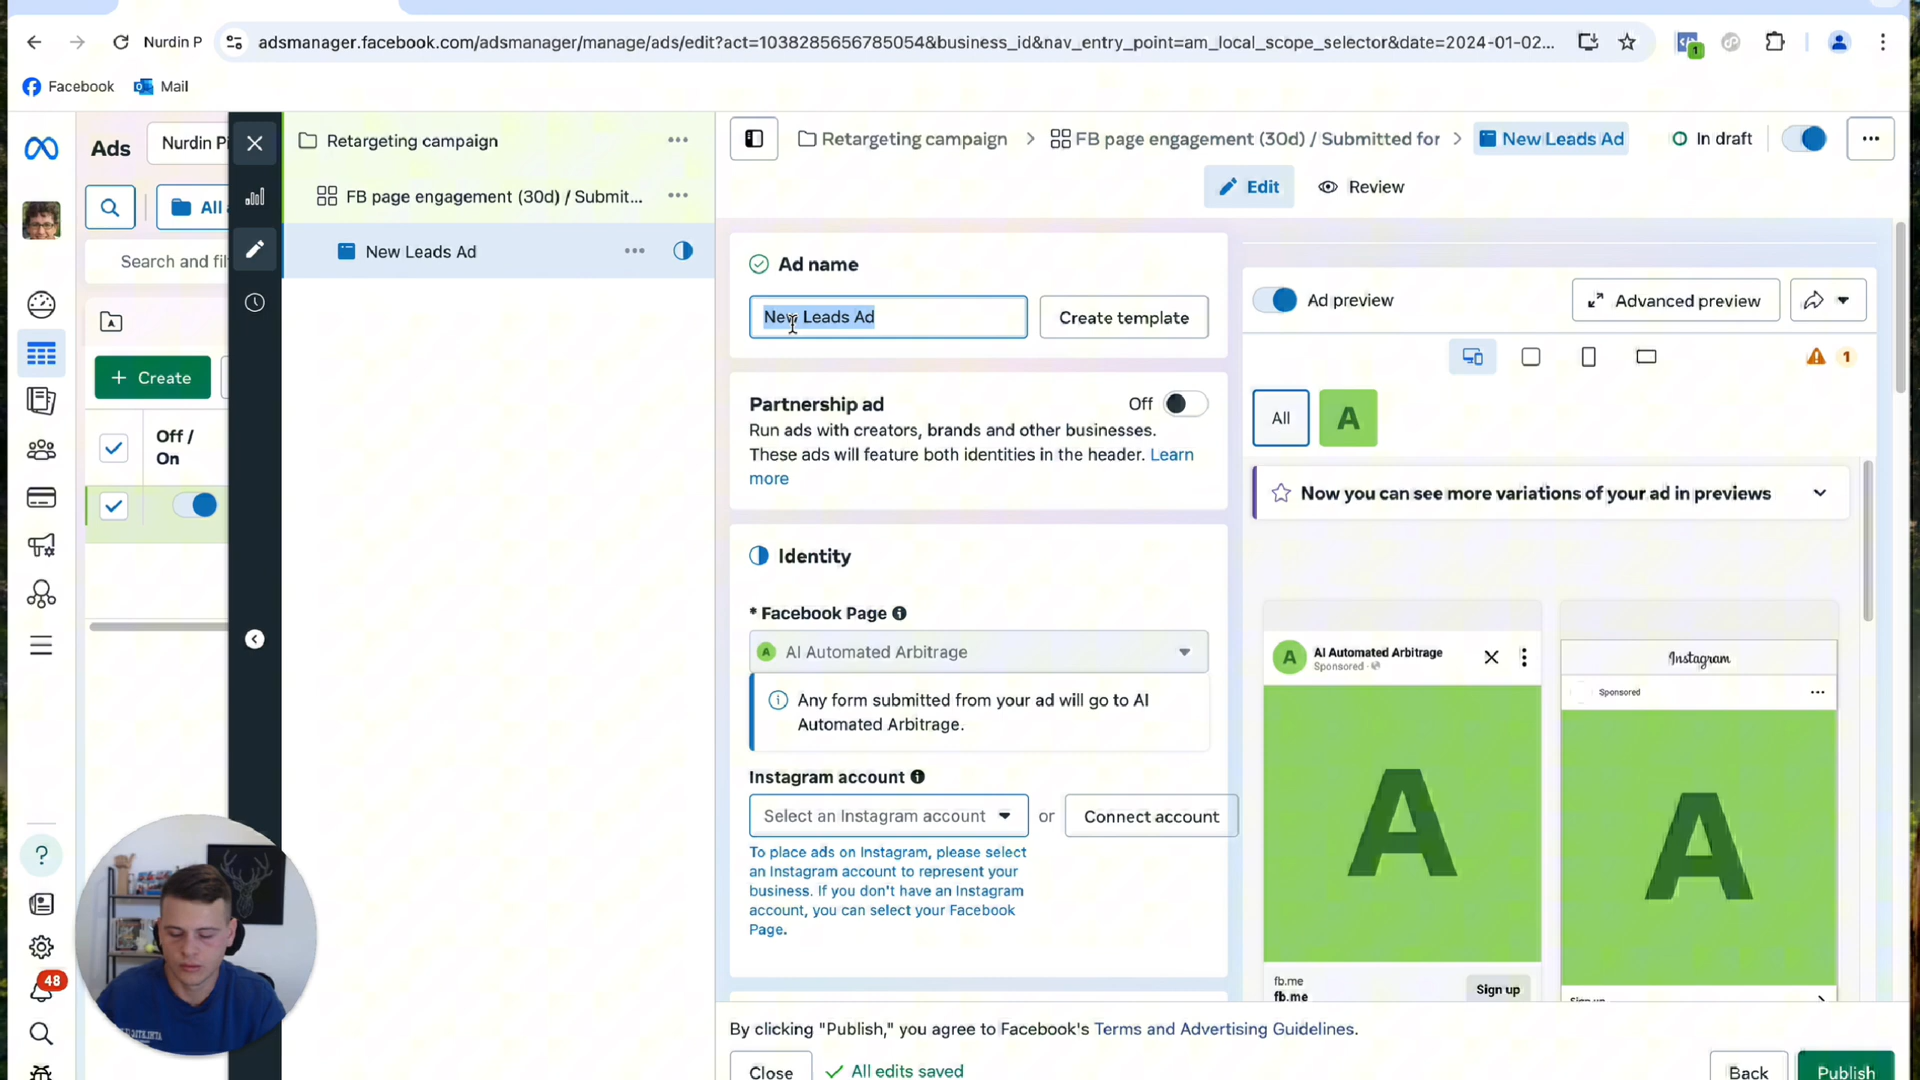 Nurdin P
adsmanager.facebook.com/adsmanager/manage/ads/edit?act=1038285656785054&business_id&nav_entry_point=am_local_scope_selector&date=2024-01-02...
1
Facebook
Mail
Ads
Nurdin Pi
All
Search and fil
+ Create
Off /
On
48
Retargeting campaign
FB page engagement (30d) / Submit...
New Leads Ad
Retargeting campaign > FB page engagement (30d) / Submitted for > New Leads Ad
In draft
Edit
Review
Ad name
New Leads Ad
Create template
Partnership ad
Off
Run ads with creators, brands and other businesses.
These ads will feature both identities in the header. Learn
more
Identity
* Facebook Page
A AI Automated Arbitrage
Any form submitted from your ad will go to AI
Automated Arbitrage.
Instagram account
Select an Instagram account
or
Connect account
To place ads on Instagram, please select
an Instagram account to represent your
business. If you don't have an Instagram
account, you can select your Facebook
Page.
Ad preview
Advanced preview
1
All
A
Now you can see more variations of your ad in previews
A
AI Automated Arbitrage
Sponsored
A
fb.me
fb.me
Sign up
Instagram
Sponsored
A
Sign up
By clicking "Publish," you agree to Facebook's Terms and Advertising Guidelines.
Close
All edits saved
Back
Publish